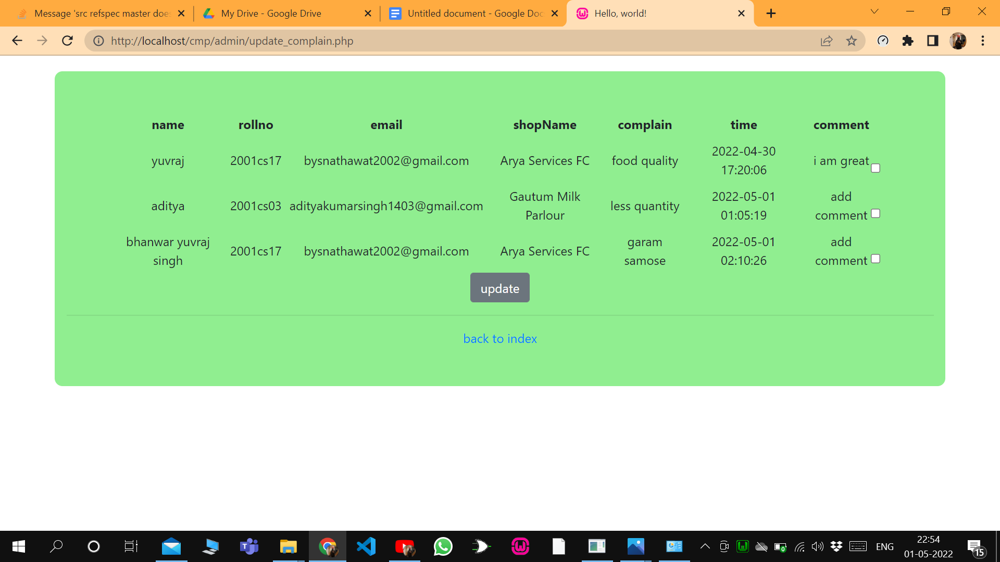 Message 'src refspec master does
My Drive - Google Drive
Untitled document - Google Doc
Hello, world!
http://localhost/cmp/admin/update_complain.php
name rollno email shopName complain time comment
yuvraj 2001cs17 bysnathawat2002@gmail.com Arya Services FC food quality 2022-04-30 17:20:06 i am great
aditya 2001cs03 adityakumarsingh1403@gmail.com Gautum Milk Parlour less quantity 2022-05-01 01:05:19 add comment
bhanwar yuvraj singh 2001cs17 bysnathawat2002@gmail.com Arya Services FC garam samose 2022-05-01 02:10:26 add comment
update
back to index
ENG
22:54
01-05-2022
15